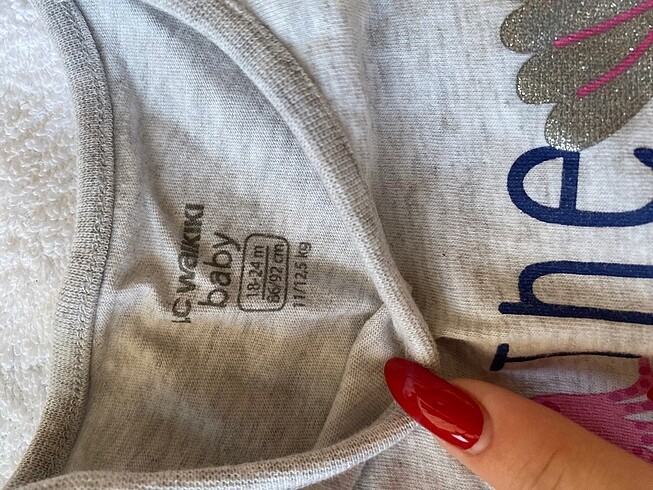 LC WAIKIKI
baby
18-24 m
86/92 cm
11/12,5 kg
the